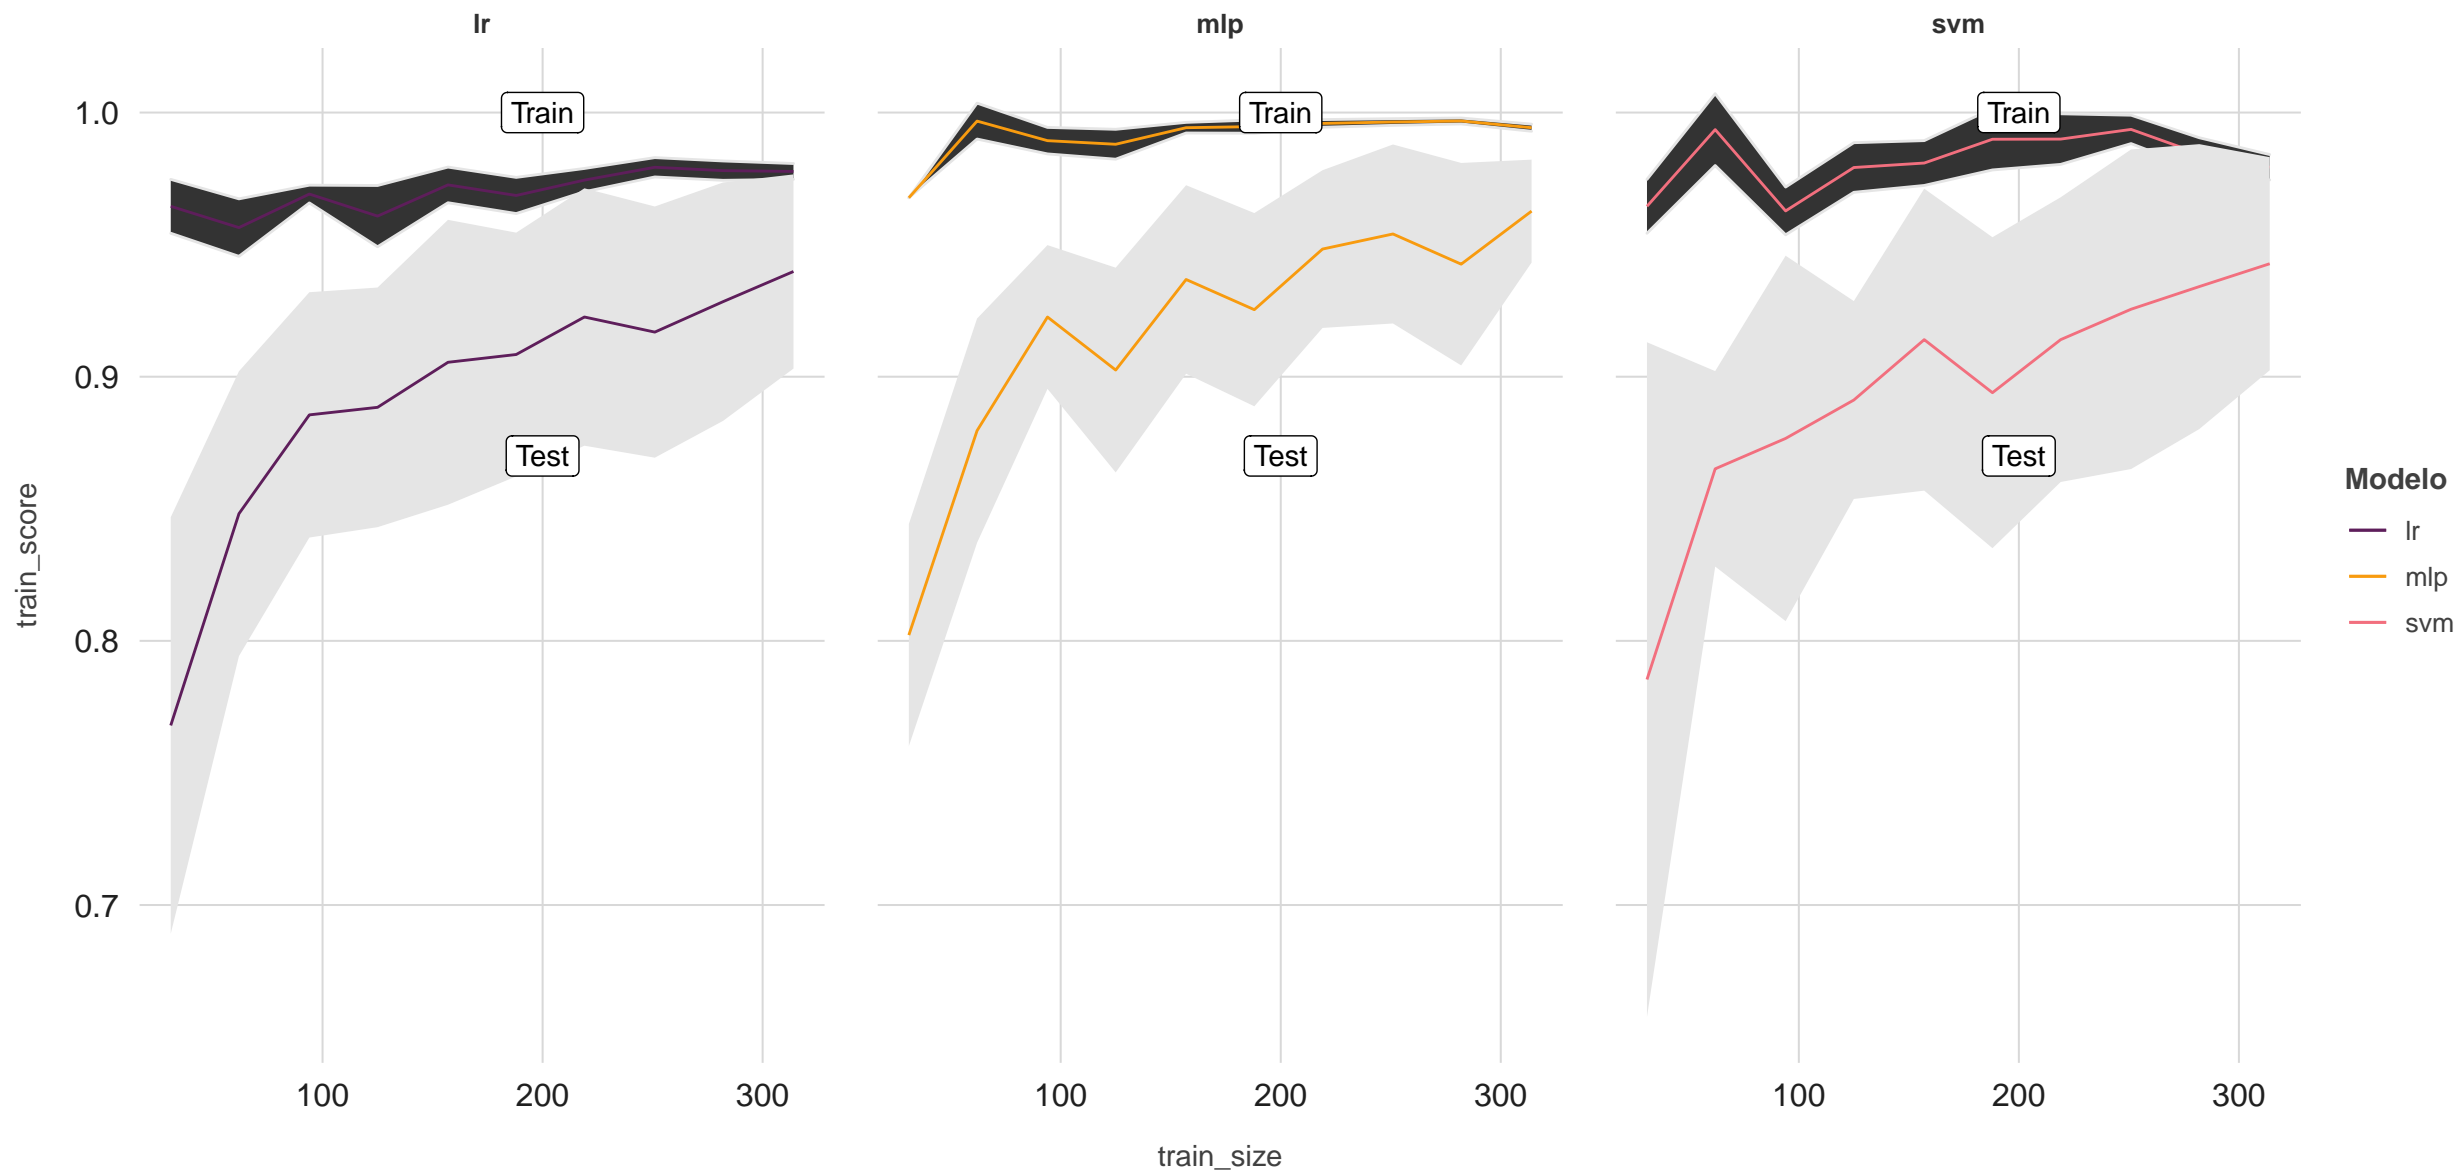 lr
mlp
svm
1.0
0.9
0.8
0.7
train_score
Train
Train
Train
Test
Test
Test
100
200
300
100
200
300
100
200
300
train_size
Modelo
lr
mlp
svm